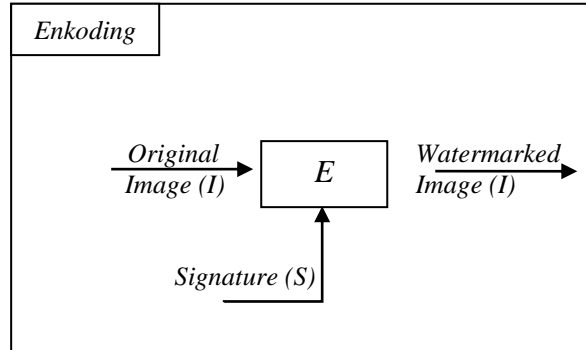 Enkoding
Original
Image (I)
E
Watermarked
Image (I)
Signature (S)